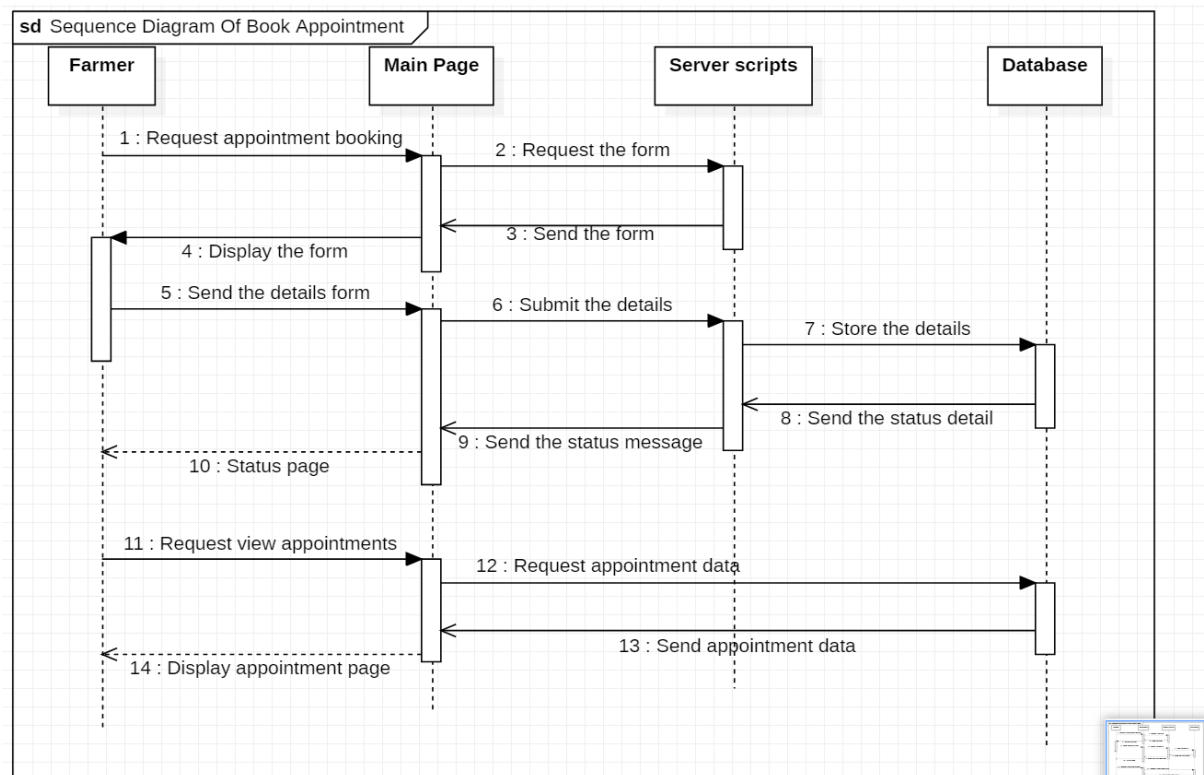 sd Sequence Diagram Of Book Appointment
Farmer
Main Page
Server scripts
Database
1 : Request appointment booking
2 : Request the form
3 : Send the form
4 : Display the form
5 : Send the details form
6 : Submit the details
7 : Store the details
8 : Send the status detail
9 : Send the status message
10 : Status page
11 : Request view appointments
12 : Request appointment data
13 : Send appointment data
14 : Display appointment page